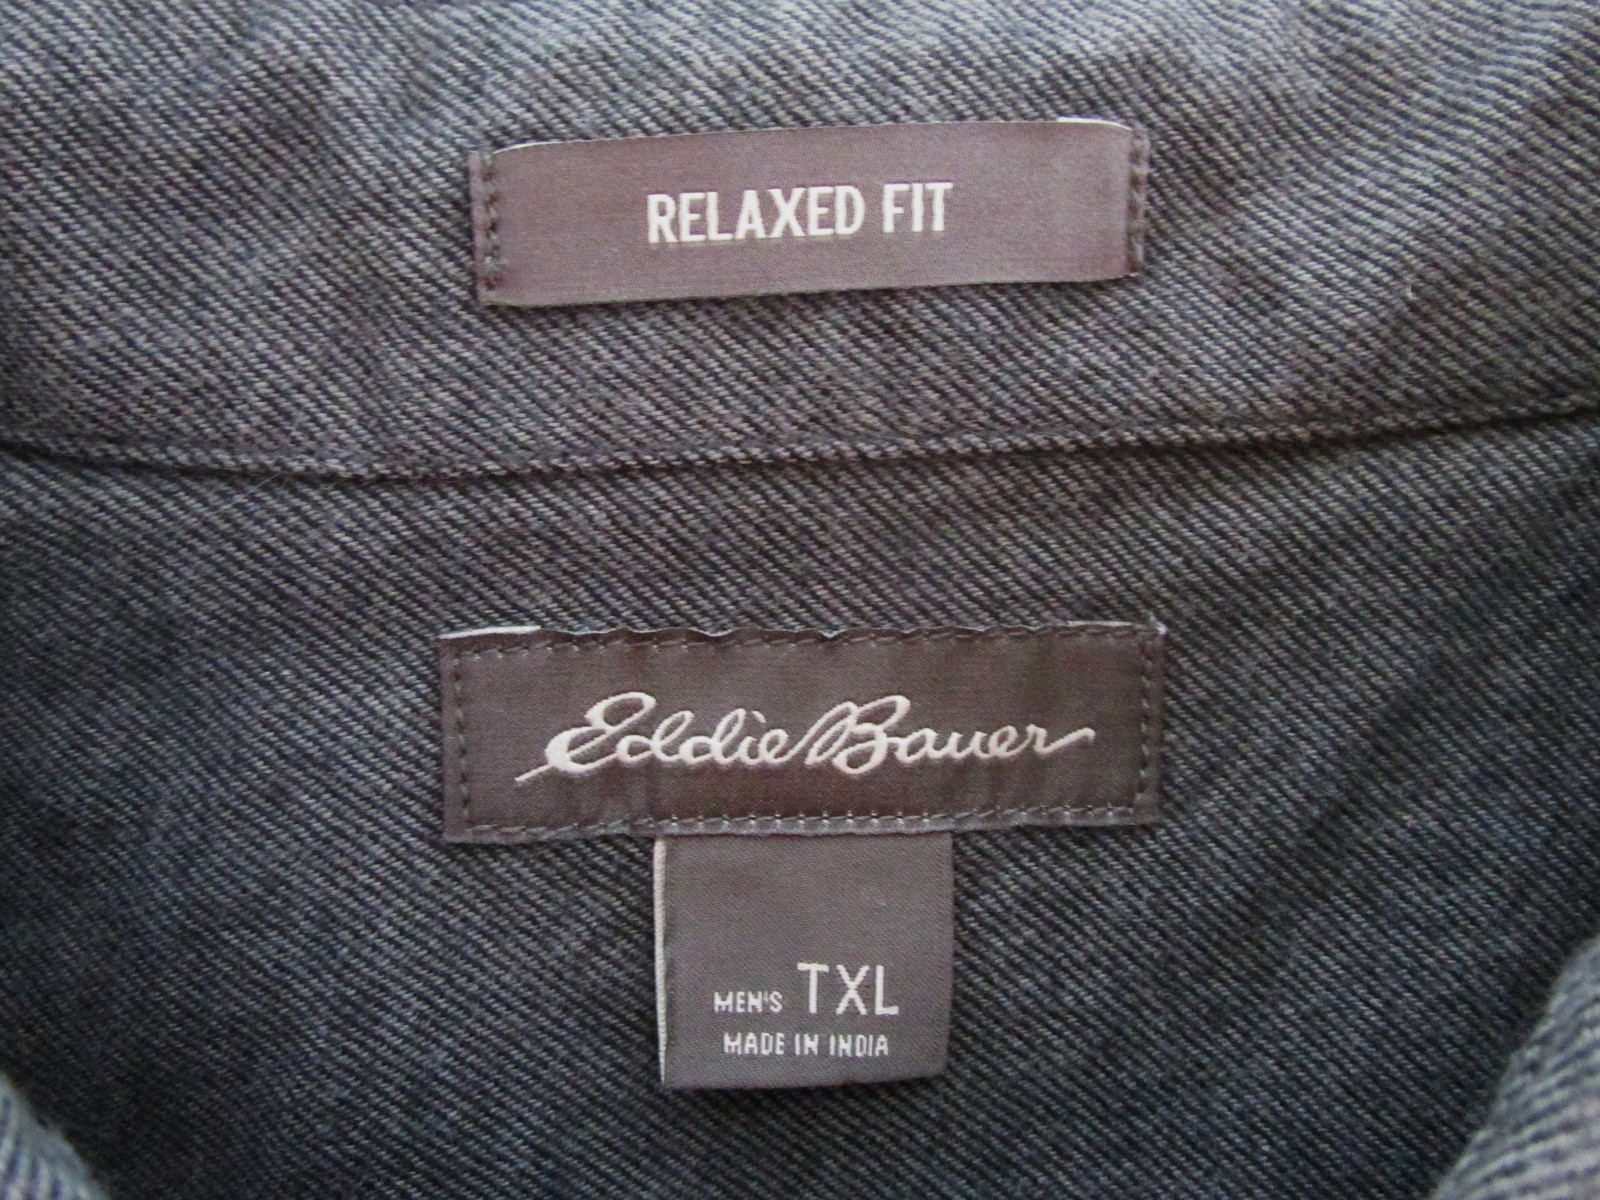 RELAXED FIT
Eddie Bauer
MEN'S TXL
MADE IN INDIA